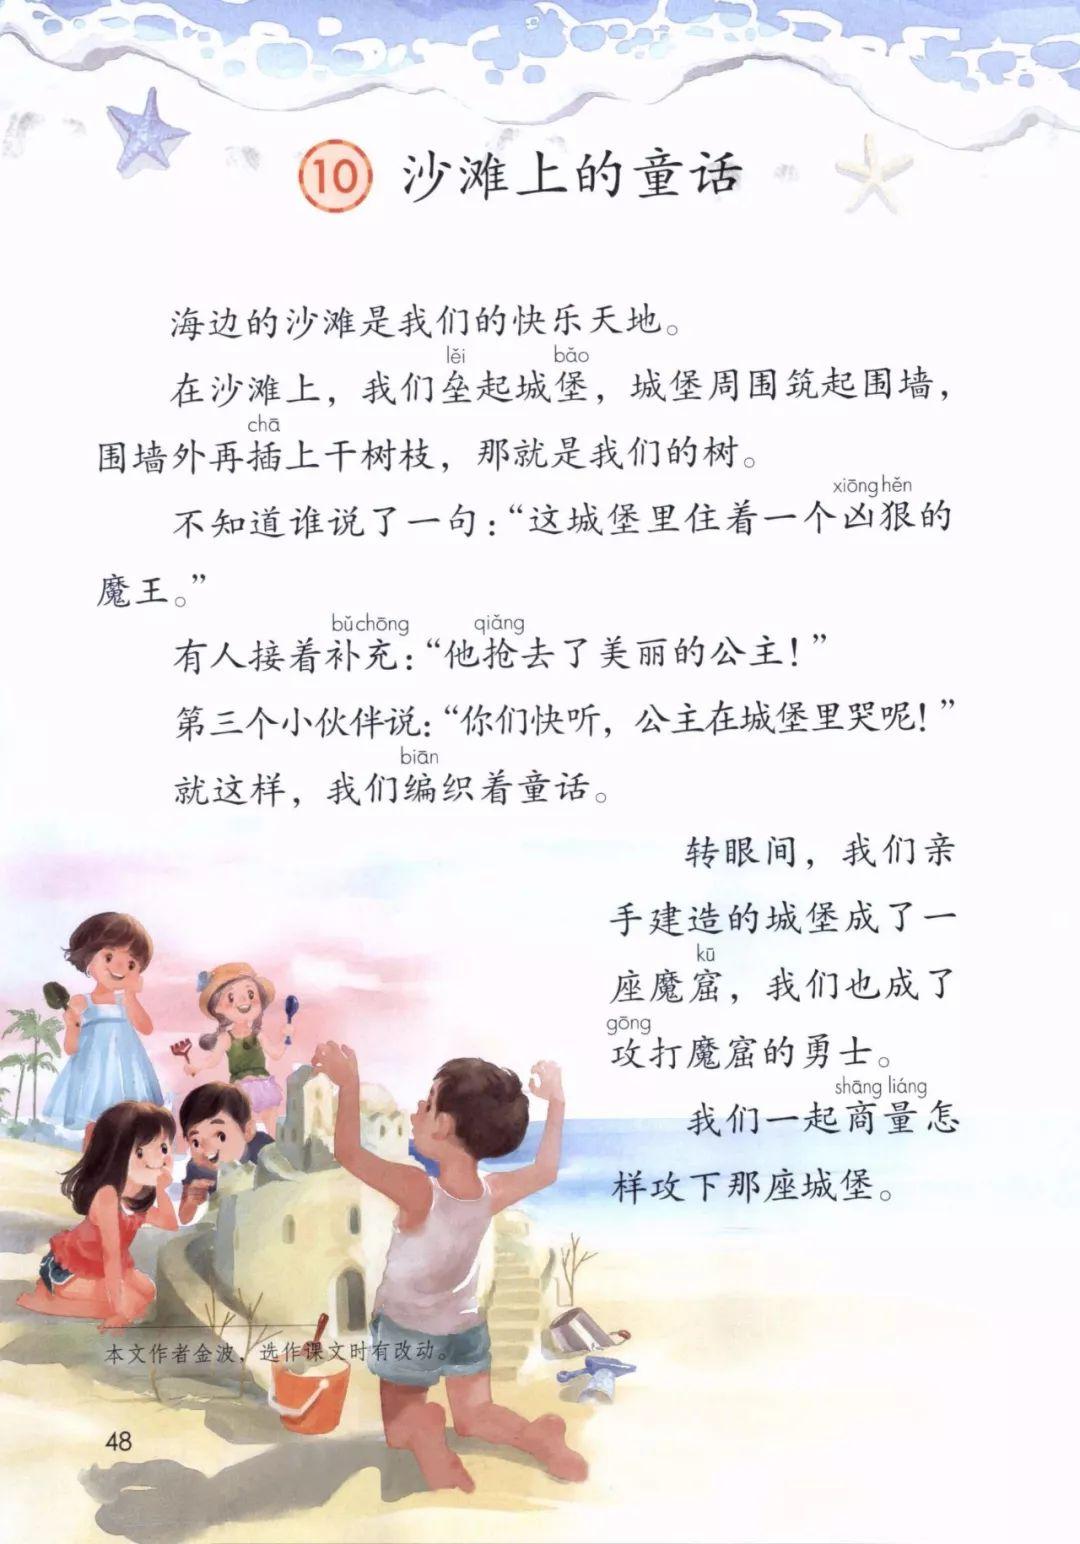 10 沙滩上的童话
海边的沙滩是我们的快乐天地。
lěi bǎo
在沙滩上，我们垒起城堡，城堡周围筑起围墙，
chā
围墙外再插上干树枝，那就是我们的树。
xiōng hěn
不知道谁说了一句：“这城堡里住着一个凶狠的
魔王。”
bǔ chōng qiǎng
有人接着补充：“他抢去了美丽的公主！”
第三个小伙伴说：“你们快听，公主在城堡里哭呢！”
biān
就这样，我们编织着童话。
转眼间，我们亲
手建造的城堡成了一
kū
座魔窟，我们也成了
gōng
攻打魔窟的勇士。
shāng liáng
我们一起商量怎
样攻下那座城堡。
本文作者金波，选作课文时有改动。
48